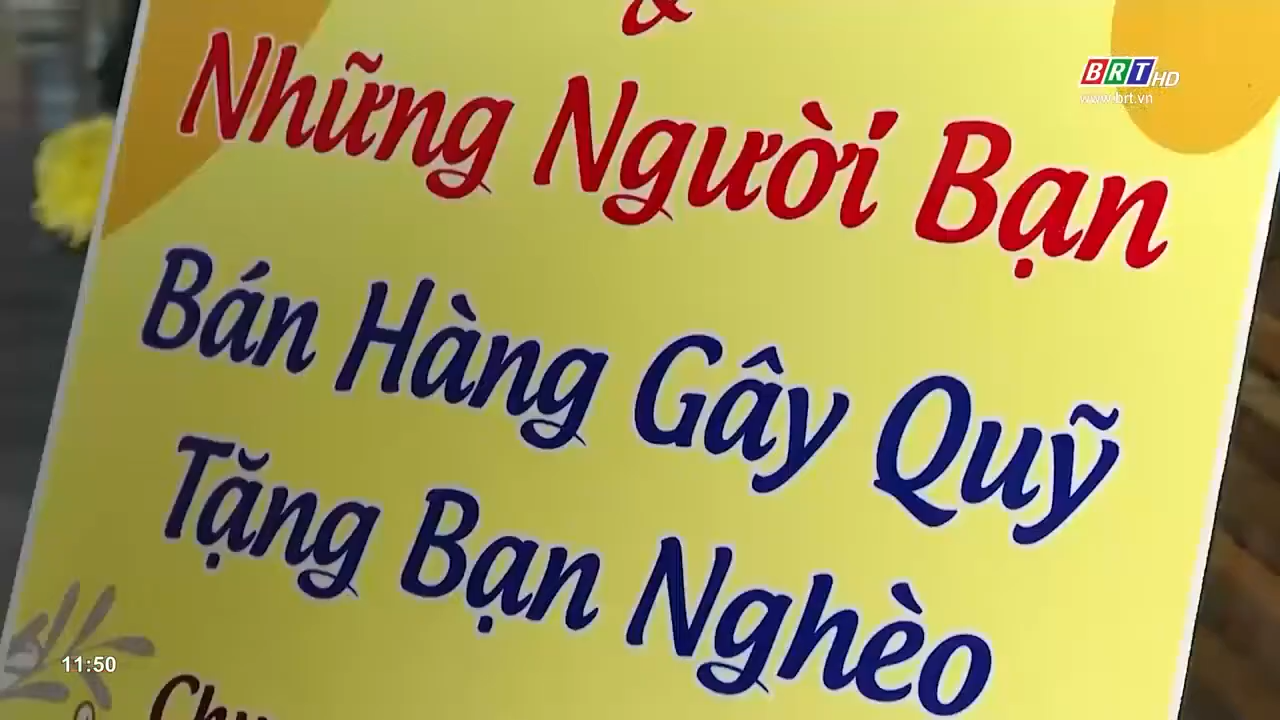 &
Những Người Bạn
Bán Hàng Gây Quỹ
Tặng Bạn Nghèo
BRT HD
www.brt.vn
11:50